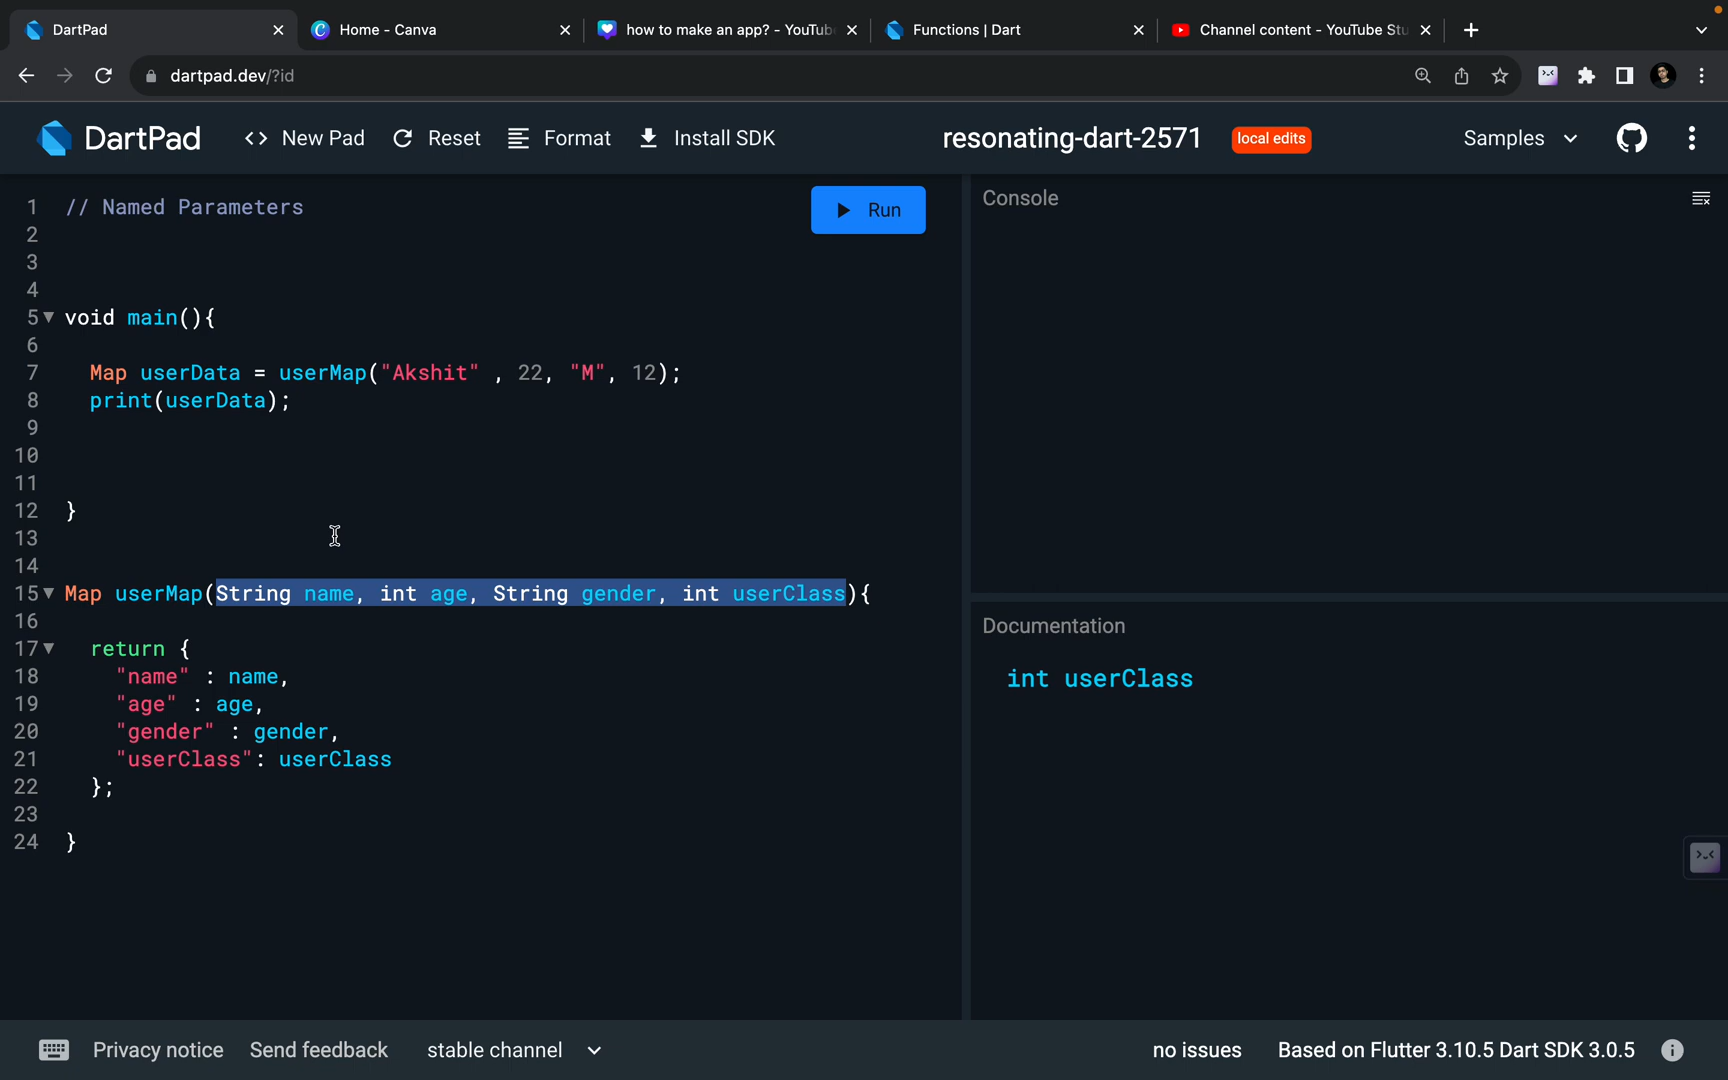 DartPad
Home - Canva
how to make an app? - YouTub
Functions | Dart
Channel content - YouTube Stu
dartpad.dev/?id
DartPad
<> New Pad
Reset
Format
Install SDK
resonating-dart-2571
local edits
Samples
1 // Named Parameters
2
3
4
5 void main(){
6
7 Map userData = userMap("Akshit" , 22, "M", 12);
8 print(userData);
9
10
11
12 }
13
14
15 Map userMap(String name, int age, String gender, int userClass){
16
17 return {
18 "name" : name,
19 "age" : age,
20 "gender" : gender,
21 "userClass": userClass
22 };
23
24 }
Run
Console
Documentation
int userClass
Privacy notice
Send feedback
stable channel
no issues
Based on Flutter 3.10.5 Dart SDK 3.0.5